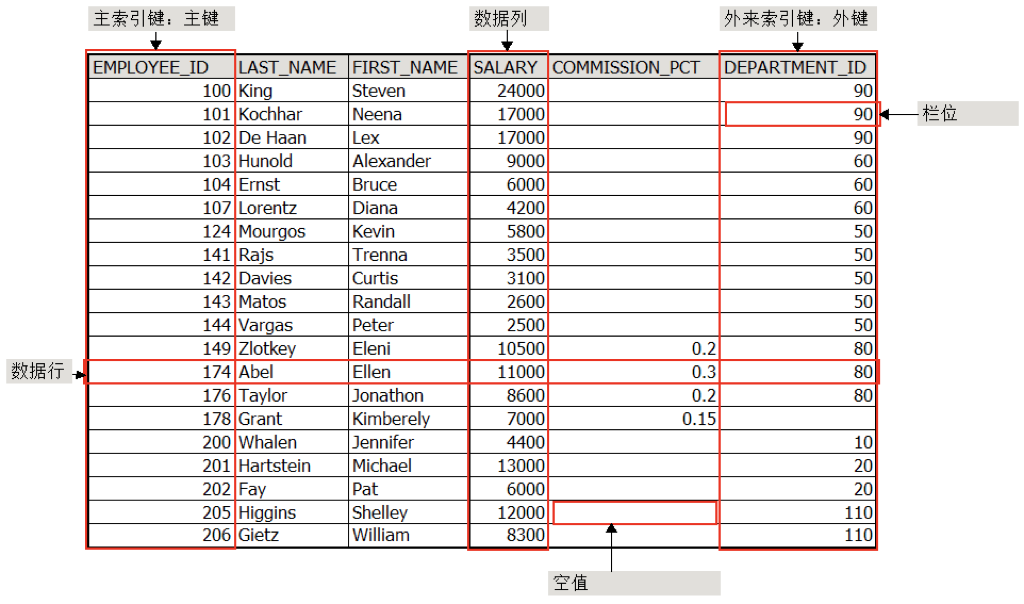 主索引键：主键 数据列 外来索引键：外键
EMPLOYEE_ID LAST_NAME FIRST_NAME SALARY COMMISSION_PCT DEPARTMENT_ID
100 King Steven 24000 90
101 Kochhar Neena 17000 90 栏位
102 De Haan Lex 17000 90
103 Hunold Alexander 9000 60
104 Ernst Bruce 6000 60
107 Lorentz Diana 4200 60
124 Mourgos Kevin 5800 50
141 Rajs Trenna 3500 50
142 Davies Curtis 3100 50
143 Matos Randall 2600 50
144 Vargas Peter 2500 50
149 Zlotkey Eleni 10500 0.2 80
数据行 174 Abel Ellen 11000 0.3 80
176 Taylor Jonathon 8600 0.2 80
178 Grant Kimberely 7000 0.15
200 Whalen Jennifer 4400 10
201 Hartstein Michael 13000 20
202 Fay Pat 6000 20
205 Higgins Shelley 12000 110
206 Gietz William 8300 110
空值